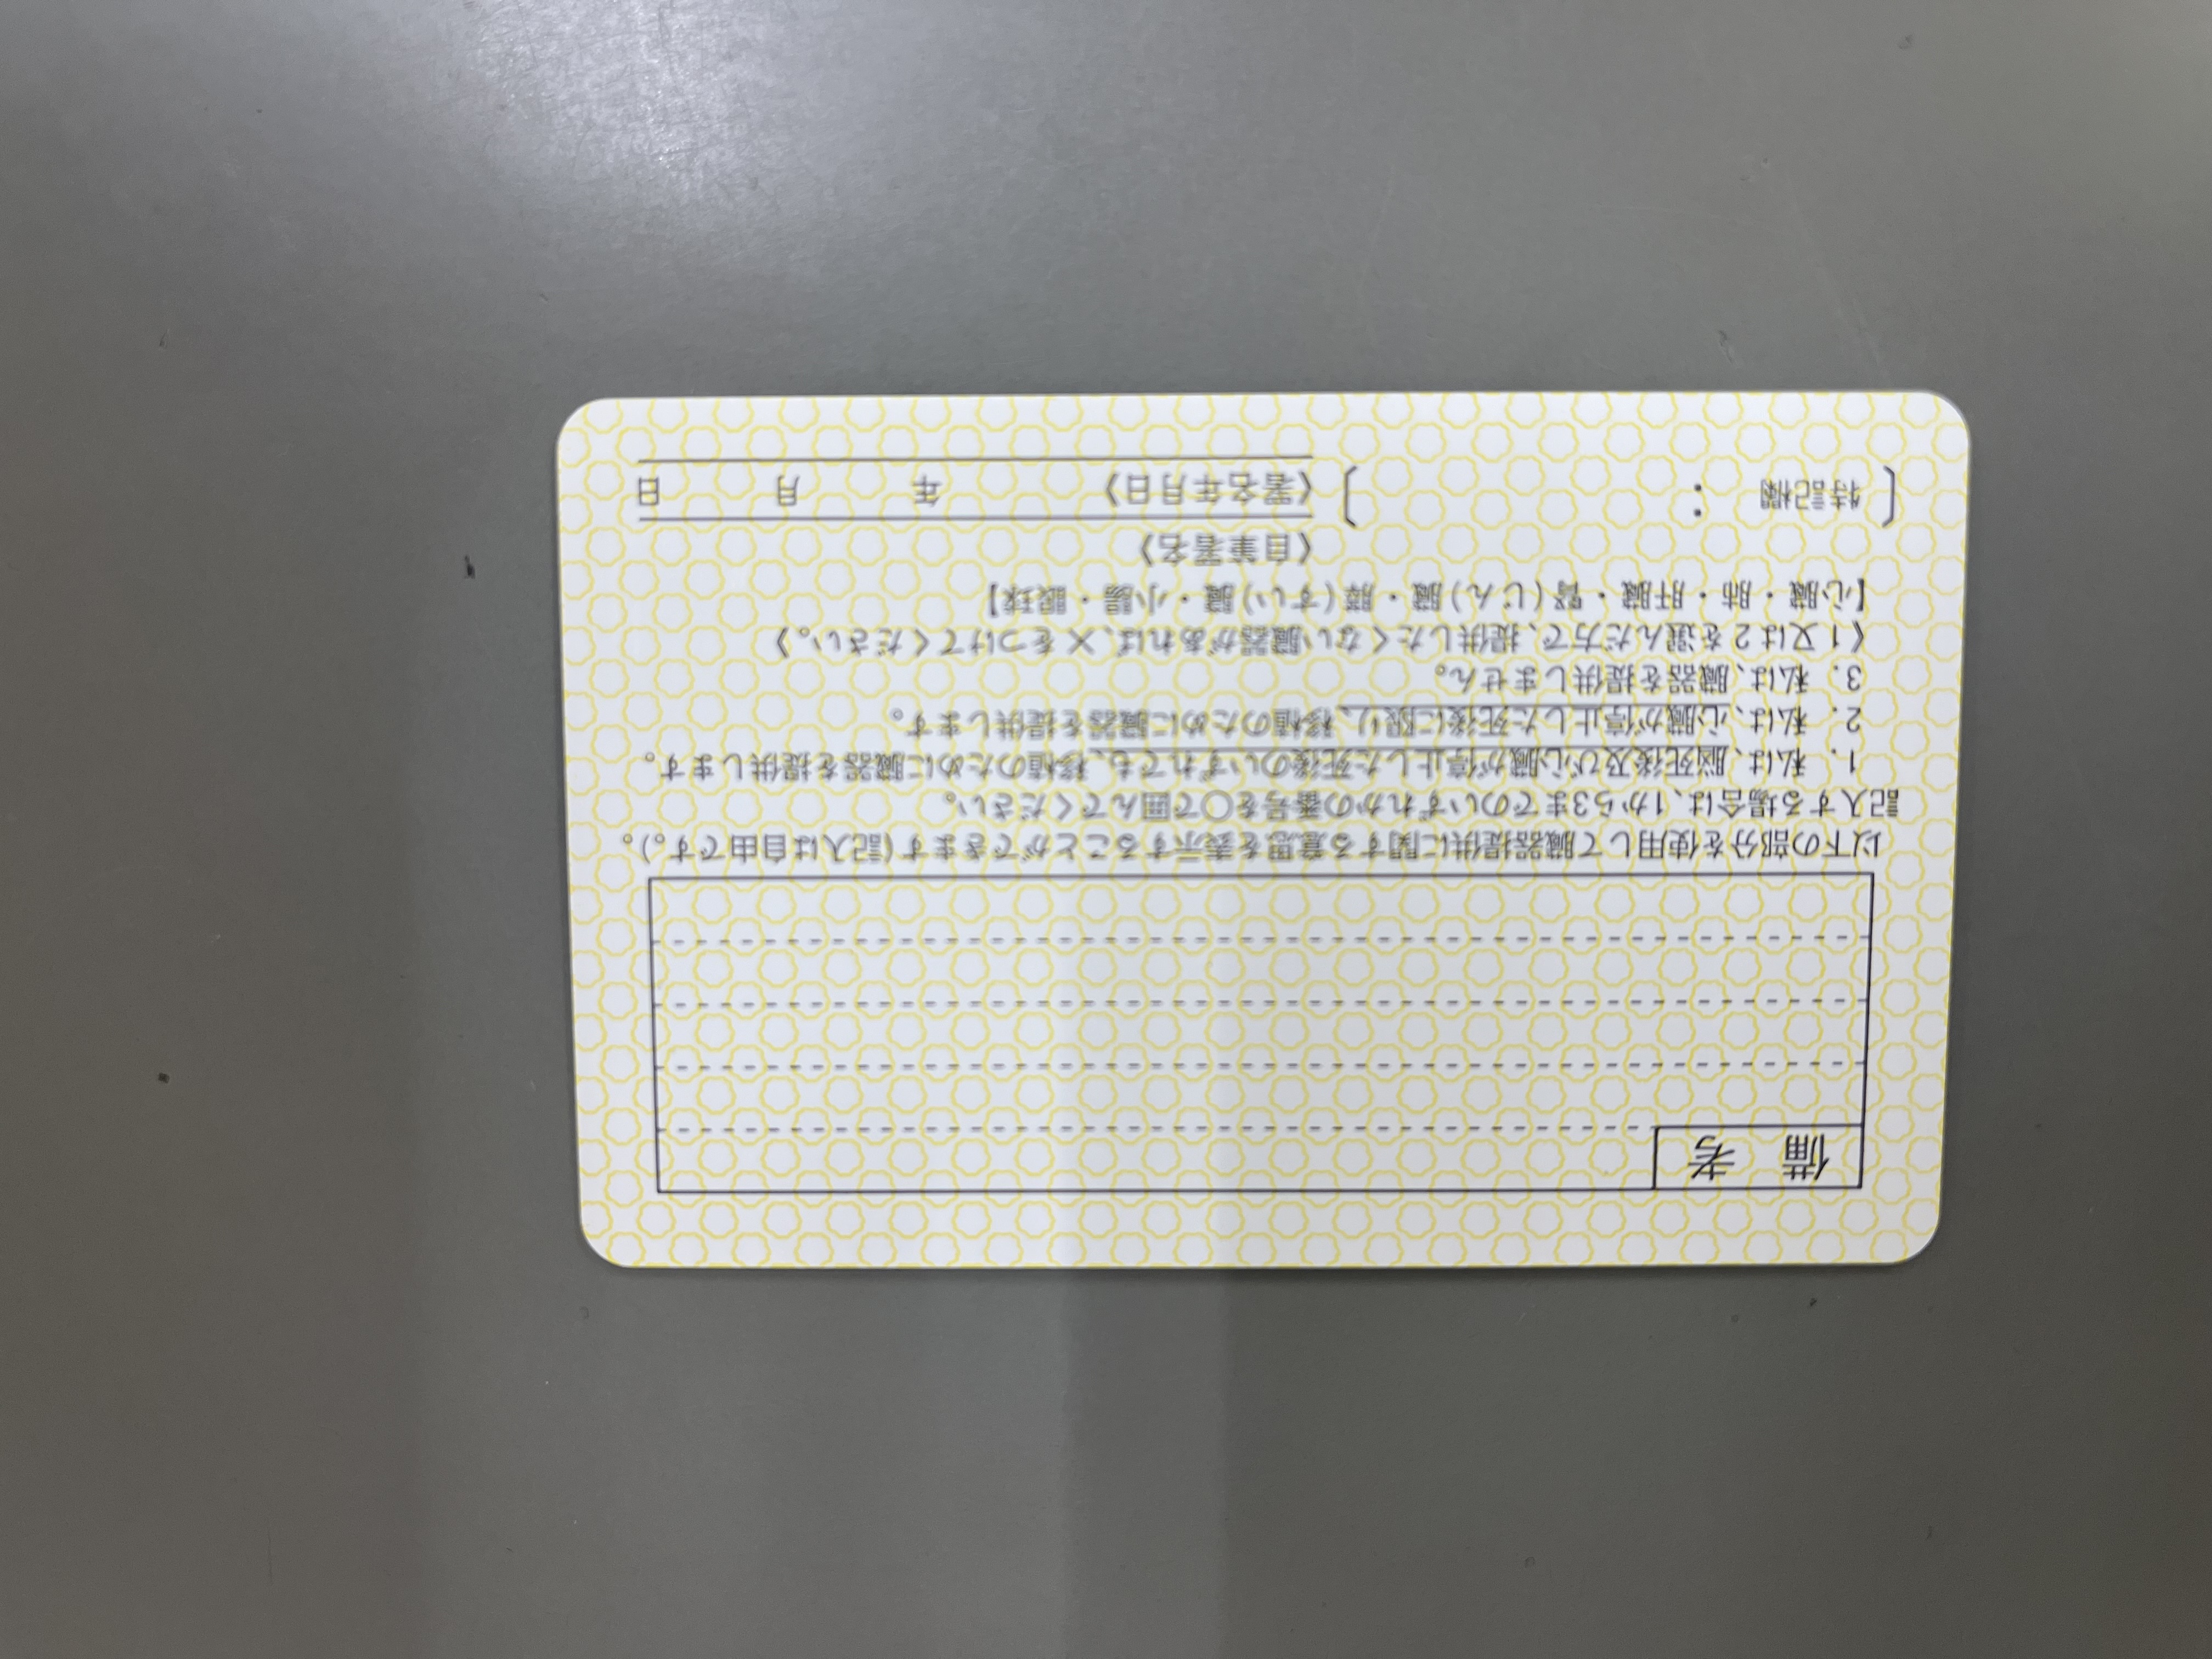 備考
以下の部分を使用して臓器提供に関する意思を表示することができます(記入は自由です。)。
記入する場合は、1から3までのいずれかの番号を〇で囲んでください。
1. 私は、脳死後及び心臓が停止した死後のいずれでも、移植のために臓器を提供します。
2. 私は、心臓が停止した死後に限り、移植のために臓器を提供します。
3. 私は、臓器を提供しません。
《1又は2を選んだ方で、提供したくない臓器があれば、×をつけてください。》
【心臓・肺・肝臓・腎(じん)臓・膵(すい)臓・小腸・眼球】
〔特記欄: 〕
《自筆署名》
《署名年月日》 年 月 日